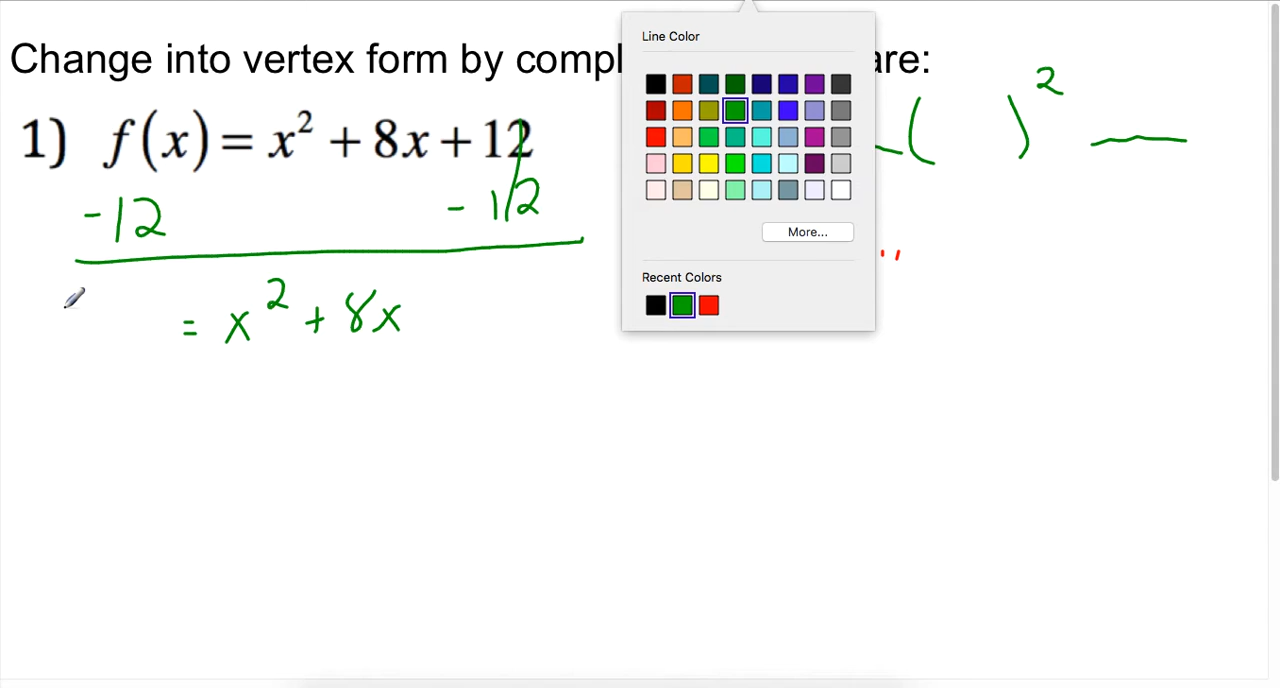 Change into vertex form by compl are:
1) f(x) = x² + 8x + 12
( )²
-12 - 12
= x² + 8x
Line Color
More...
Recent Colors